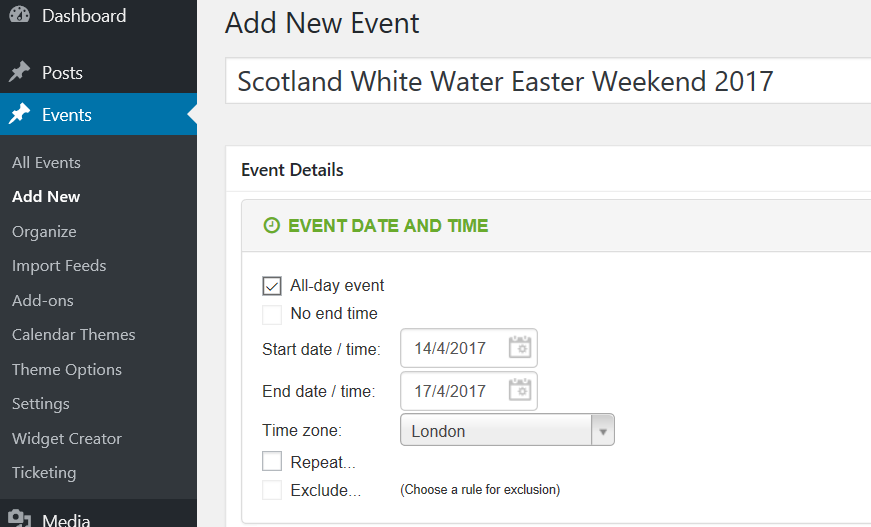 Dashboard
Posts
Events
All Events
Add New
Organize
Import Feeds
Add-ons
Calendar Themes
Theme Options
Settings
Widget Creator
Ticketing
Media
Add New Event
Scotland White Water Easter Weekend 2017
Event Details
EVENT DATE AND TIME
All-day event
No end time
Start date / time: 14/4/2017
End date / time: 17/4/2017
Time zone: London
Repeat...
Exclude... (Choose a rule for exclusion)